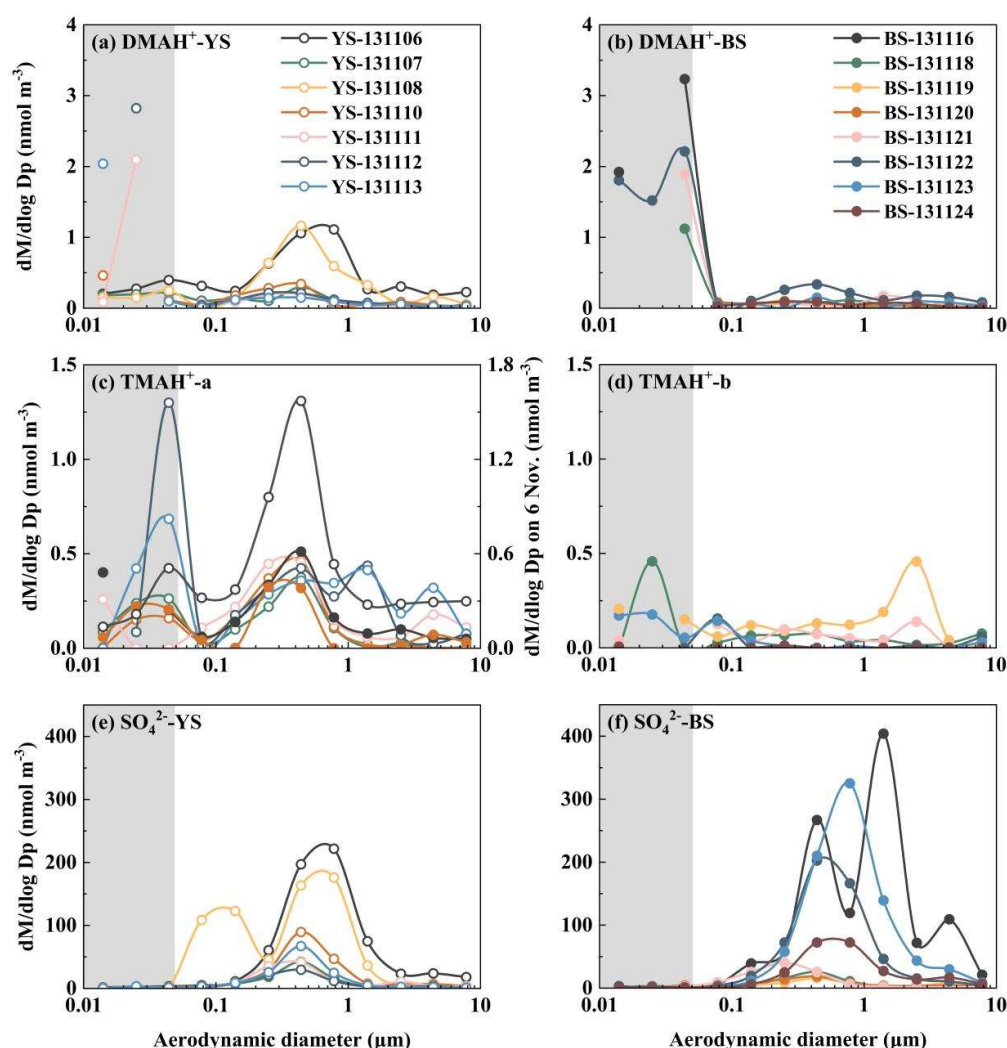 (a) DMAH⁺-YS
YS-131106
YS-131107
YS-131108
YS-131110
YS-131111
YS-131112
YS-131113
dM/dlog Dp (nmol m⁻³)
4
3
2
1
0
0.01
0.1
1
10
(b) DMAH⁺-BS
BS-131116
BS-131118
BS-131119
BS-131120
BS-131121
BS-131122
BS-131123
BS-131124
4
3
2
1
0
0.01
0.1
1
10
(c) TMAH⁺-a
dM/dlog Dp (nmol m⁻³)
1.5
1.0
0.5
0.0
0.01
0.1
1
10
1.8
1.2
0.6
0.0
dM/dlog Dp on 6 Nov. (nmol m⁻³)
(d) TMAH⁺-b
1.5
1.0
0.5
0.0
0.01
0.1
1
10
(e) SO₄²⁻-YS
dM/dlog Dp (nmol m⁻³)
400
300
200
100
0
0.01
0.1
1
10
Aerodynamic diameter (µm)
(f) SO₄²⁻-BS
400
300
200
100
0
0.01
0.1
1
10
Aerodynamic diameter (µm)